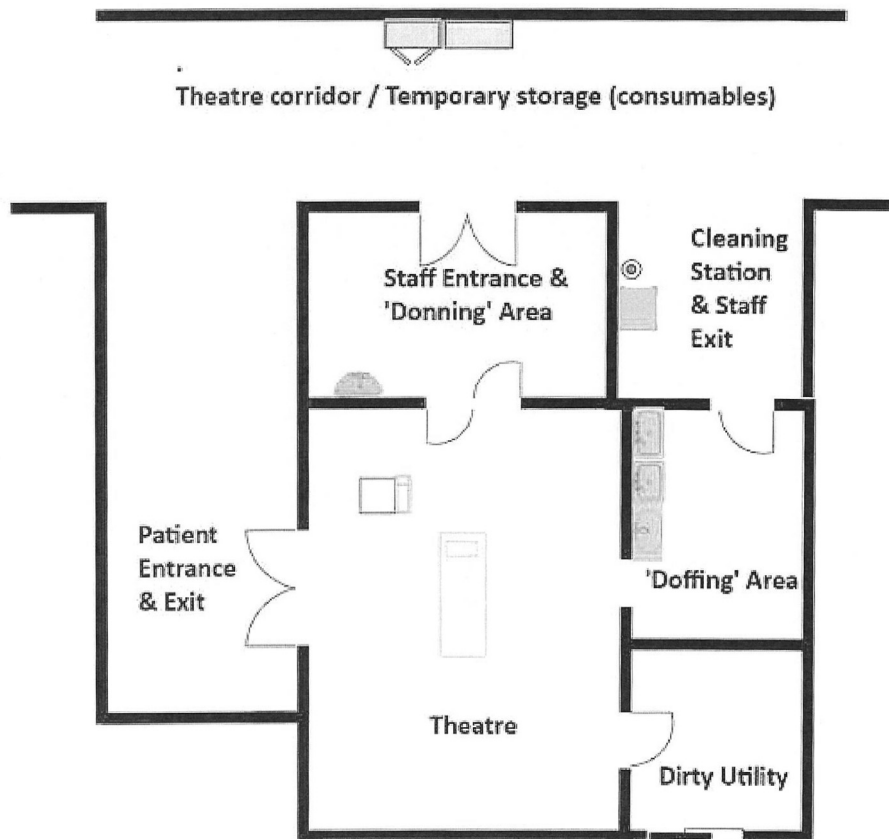 Theatre corridor / Temporary storage (consumables)
Staff Entrance &
'Donning' Area
Cleaning
Station
& Staff
Exit
Patient
Entrance
& Exit
'Doffing' Area
Theatre
Dirty Utility